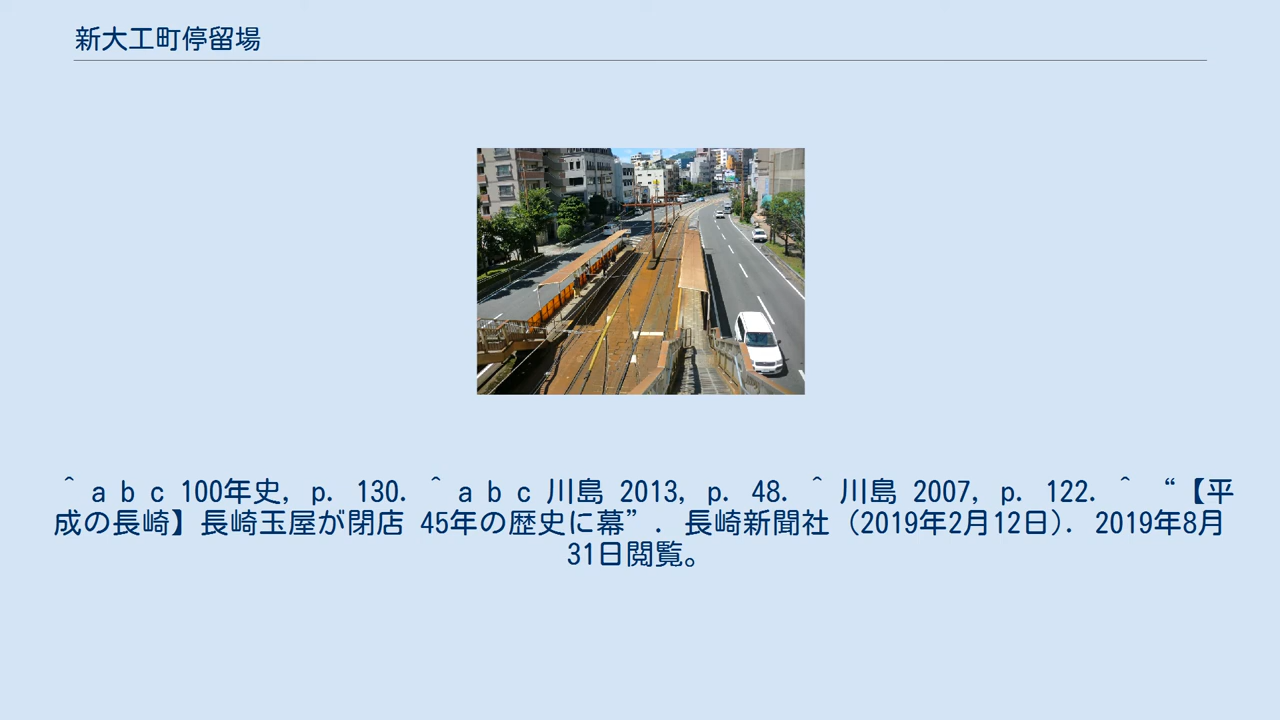 新大工町停留場
^ a b c 100年史, p. 130. ^ a b c 川島 2013, p. 48. ^ 川島 2007, p. 122. ^ “【平
成の長崎】長崎玉屋が閉店 45年の歴史に幕”. 長崎新聞社 (2019年2月12日). 2019年8月
31日閲覧。